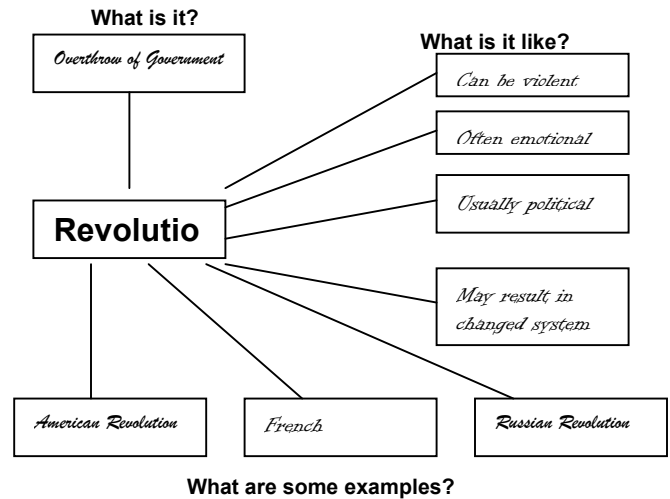 What is it?
Overthrow of Government
What is it like?
Can be violent
Often emotional
Usually political
May result in
changed system
Revolutio
American Revolution
French
Russian Revolution
What are some examples?